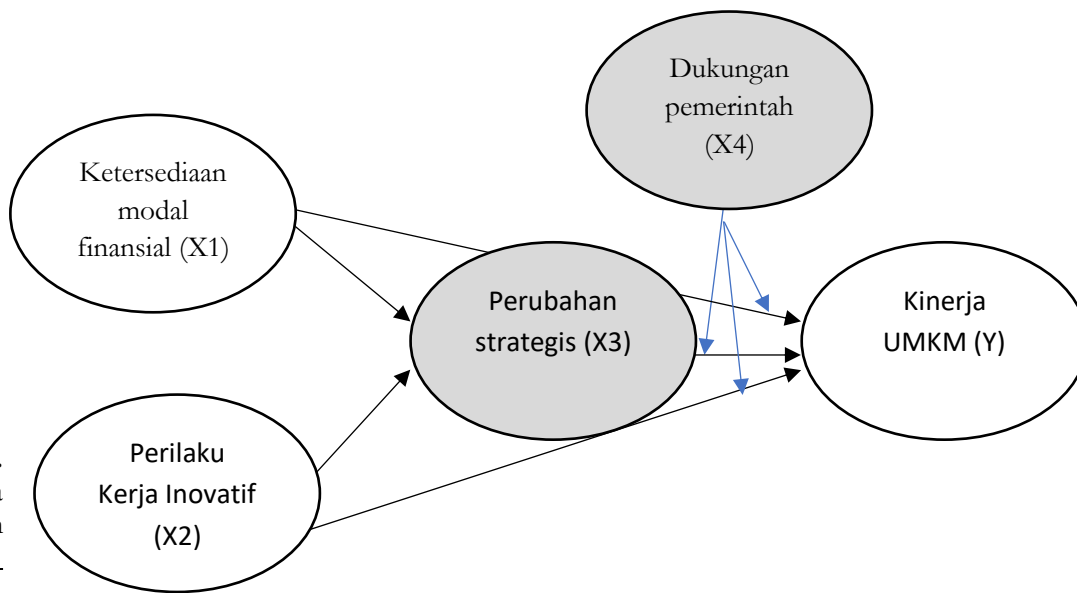 Dukungan
pemerintah
(X4)
Ketersediaan
modal
finansial (X1)
Perubahan
strategis (X3)
Kinerja
UMKM (Y)
Perilaku
Kerja Inovatif
(X2)